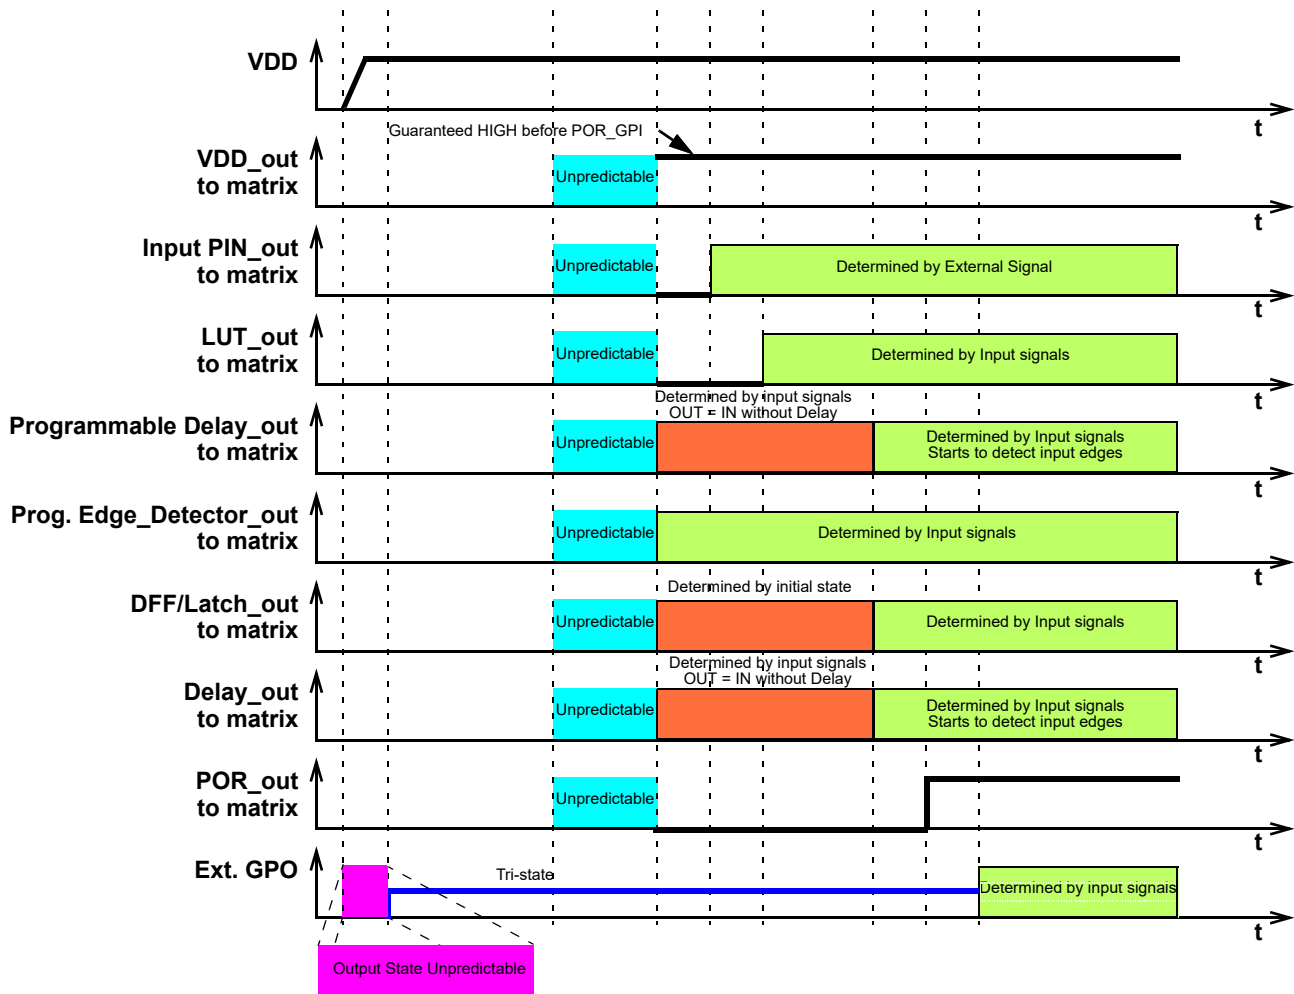 VDD
t
Guaranteed HIGH before POR_GPI
VDD_out
to matrix
Unpredictable
t
Input PIN_out
to matrix
Unpredictable
Determined by External Signal
t
LUT_out
to matrix
Unpredictable
Determined by Input signals
t
Determined by input signals
OUT = IN without Delay
Programmable Delay_out
to matrix
Unpredictable
Determined by Input signals
Starts to detect input edges
t
Prog. Edge_Detector_out
to matrix
Unpredictable
Determined by Input signals
t
Determined by initial state
DFF/Latch_out
to matrix
Unpredictable
Determined by Input signals
t
Determined by input signals
OUT = IN without Delay
Delay_out
to matrix
Unpredictable
Determined by Input signals
Starts to detect input edges
t
POR_out
to matrix
Unpredictable
t
Ext. GPO
Tri-state
Determined by input signals
t
Output State Unpredictable